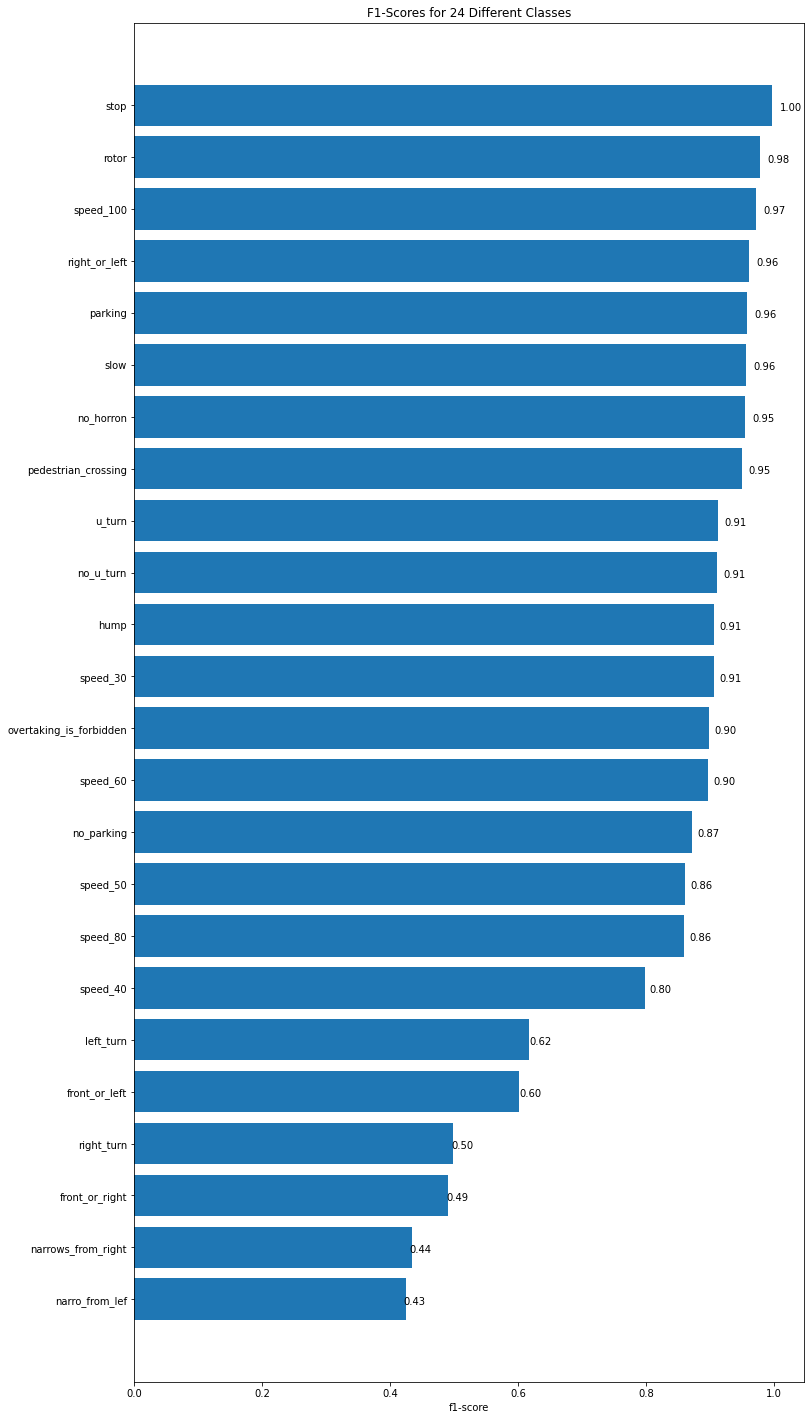 F1-Scores for 24 Different Classes
stop 1.00
rotor 0.98
speed_100 0.97
right_or_left 0.96
parking 0.96
slow 0.96
no_horron 0.95
pedestrian_crossing 0.95
u_turn 0.91
no_u_turn 0.91
hump 0.91
speed_30 0.91
overtaking_is_forbidden 0.90
speed_60 0.90
no_parking 0.87
speed_50 0.86
speed_80 0.86
speed_40 0.80
left_turn 0.62
front_or_left 0.60
right_turn 0.50
front_or_right 0.49
narrows_from_right 0.44
narro_from_lef 0.43
0.0 0.2 0.4 0.6 0.8 1.0
f1-score